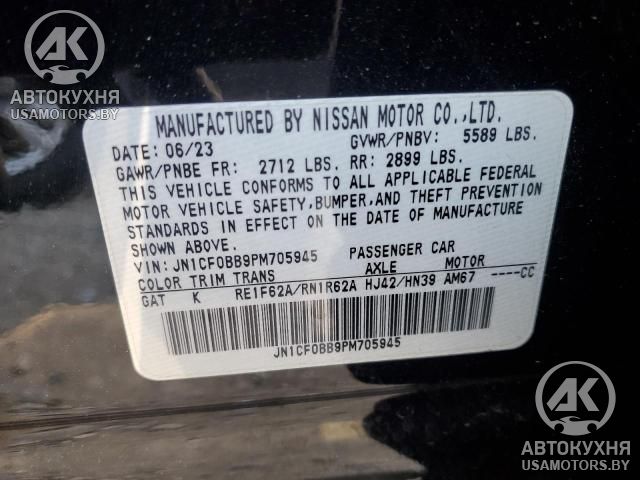 АК
АВТОКУХНЯ
USAMOTORS.BY
MANUFACTURED BY NISSAN MOTOR CO.,LTD.
DATE: 06/23 GVWR/PNBV: 5589 LBS.
GAWR/PNBE FR: 2712 LBS. RR: 2899 LBS.
THIS VEHICLE CONFORMS TO ALL APPLICABLE FEDERAL
MOTOR VEHICLE SAFETY,BUMPER,AND THEFT PREVENTION
STANDARDS IN EFFECT ON THE DATE OF MANUFACTURE
SHOWN ABOVE.
VIN: JN1CF0BB9PM705945 PASSENGER CAR
COLOR TRIM TRANS AXLE MOTOR
GAT K RE1F62A/RN1R62A HJ42/HN39 AM67 ----CC
JN1CF0BB9PM705945
АК
АВТОКУХНЯ
USAMOTORS.BY